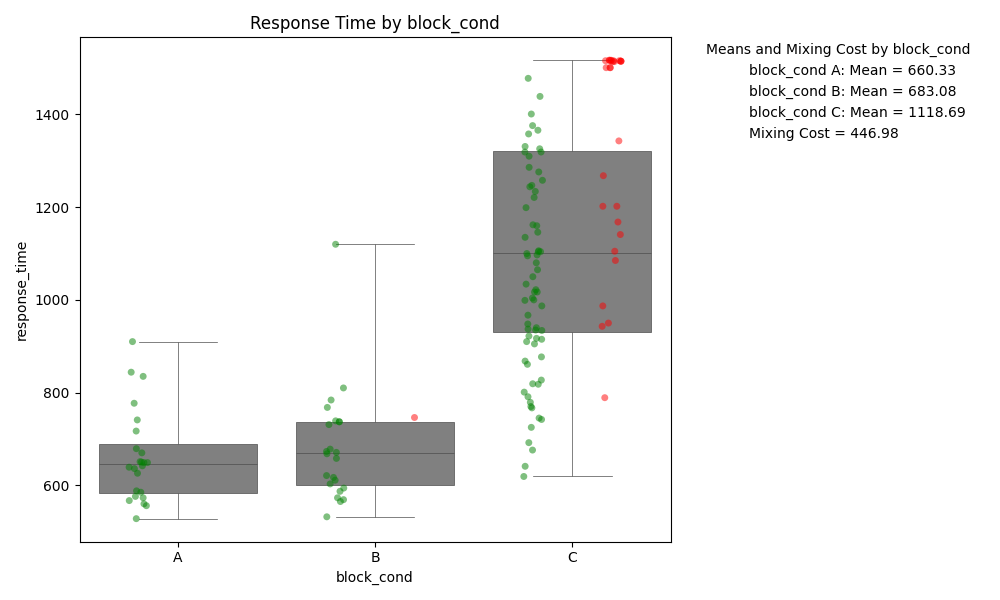 Response Time by block_cond
Means and Mixing Cost by block_cond
block_cond A: Mean = 660.33
block_cond B: Mean = 683.08
block_cond C: Mean = 1118.69
Mixing Cost = 446.98
response_time
1400
1200
1000
800
600
A
B
C
block_cond